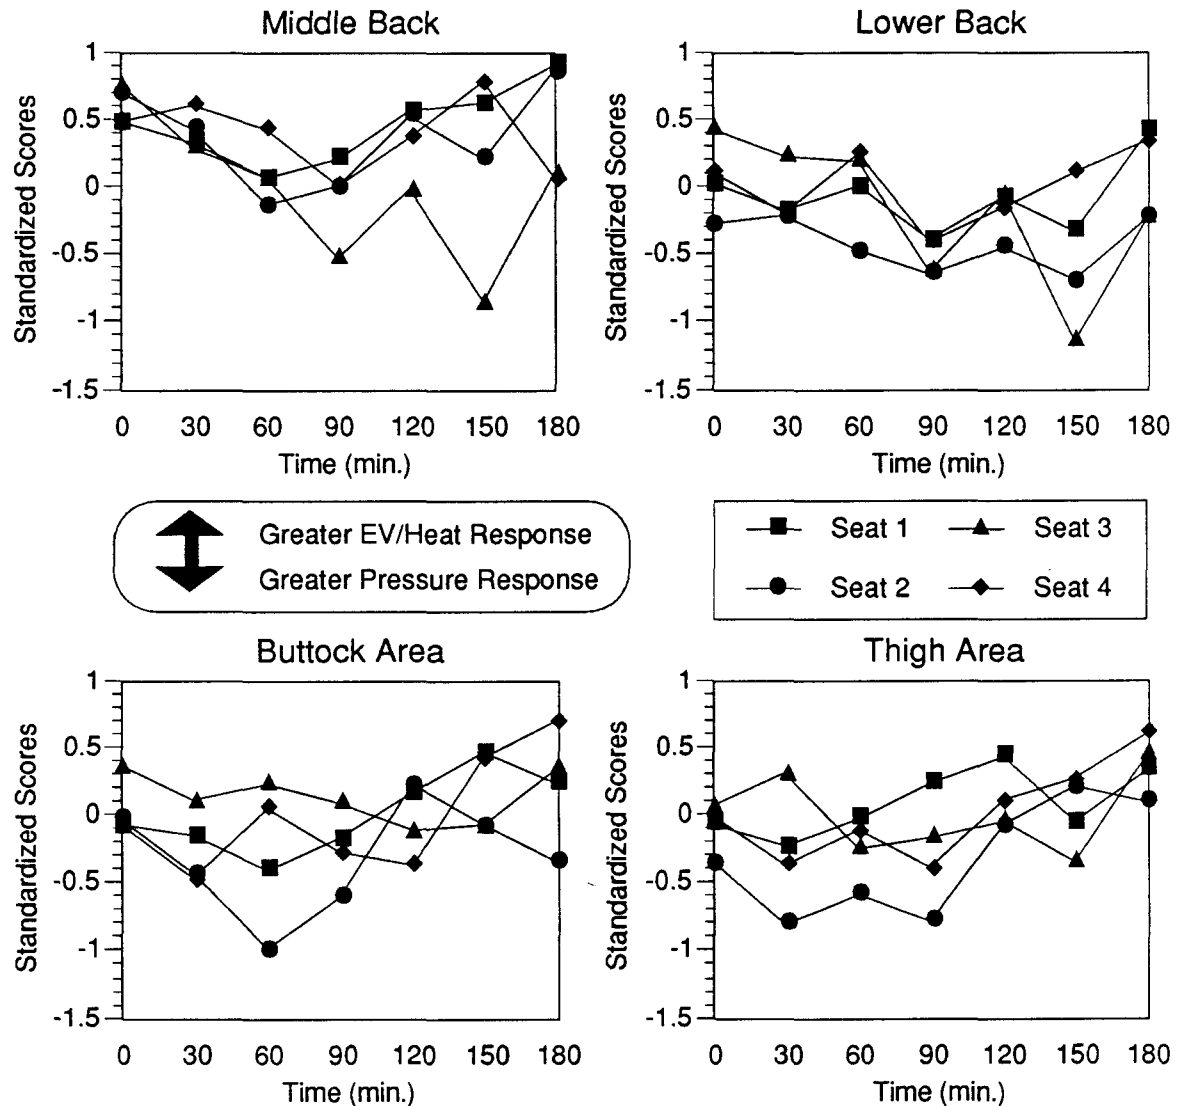 Middle Back
Standardized Scores
1
0.5
0
-0.5
-1
-1.5
0 30 60 90 120 150 180
Time (min.)
Lower Back
Standardized Scores
1
0.5
0
-0.5
-1
-1.5
0 30 60 90 120 150 180
Time (min.)
Greater EV/Heat Response
Greater Pressure Response
Seat 1 Seat 3
Seat 2 Seat 4
Buttock Area
Standardized Scores
1
0.5
0
-0.5
-1
-1.5
0 30 60 90 120 150 180
Time (min.)
Thigh Area
Standardized Scores
1
0.5
0
-0.5
-1
-1.5
0 30 60 90 120 150 180
Time (min.)